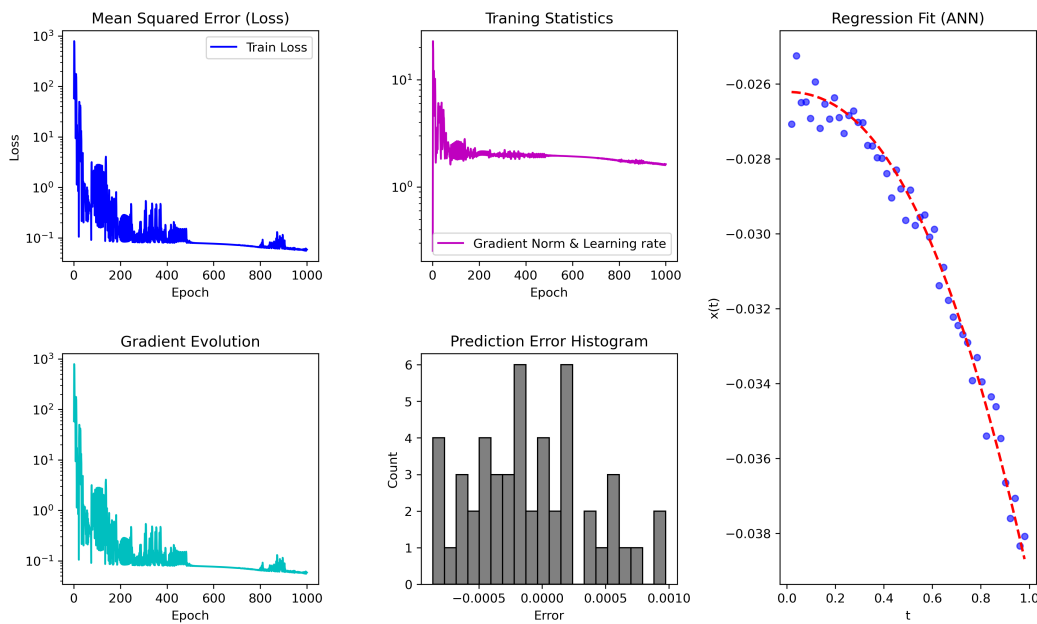 Mean Squared Error (Loss)
10³
10²
10¹
10⁰
10⁻¹
Loss
Train Loss
0 200 400 600 800 1000
Epoch
Traning Statistics
10¹
10⁰
Gradient Norm & Learning rate
0 200 400 600 800 1000
Epoch
Gradient Evolution
10³
10²
10¹
10⁰
10⁻¹
0 200 400 600 800 1000
Epoch
Prediction Error Histogram
6
5
4
3
2
1
0
Count
−0.0005 0.0000 0.0005 0.0010
Error
Regression Fit (ANN)
−0.026
−0.028
−0.030
−0.032
−0.034
−0.036
−0.038
x(t)
0.0 0.2 0.4 0.6 0.8 1.0
t